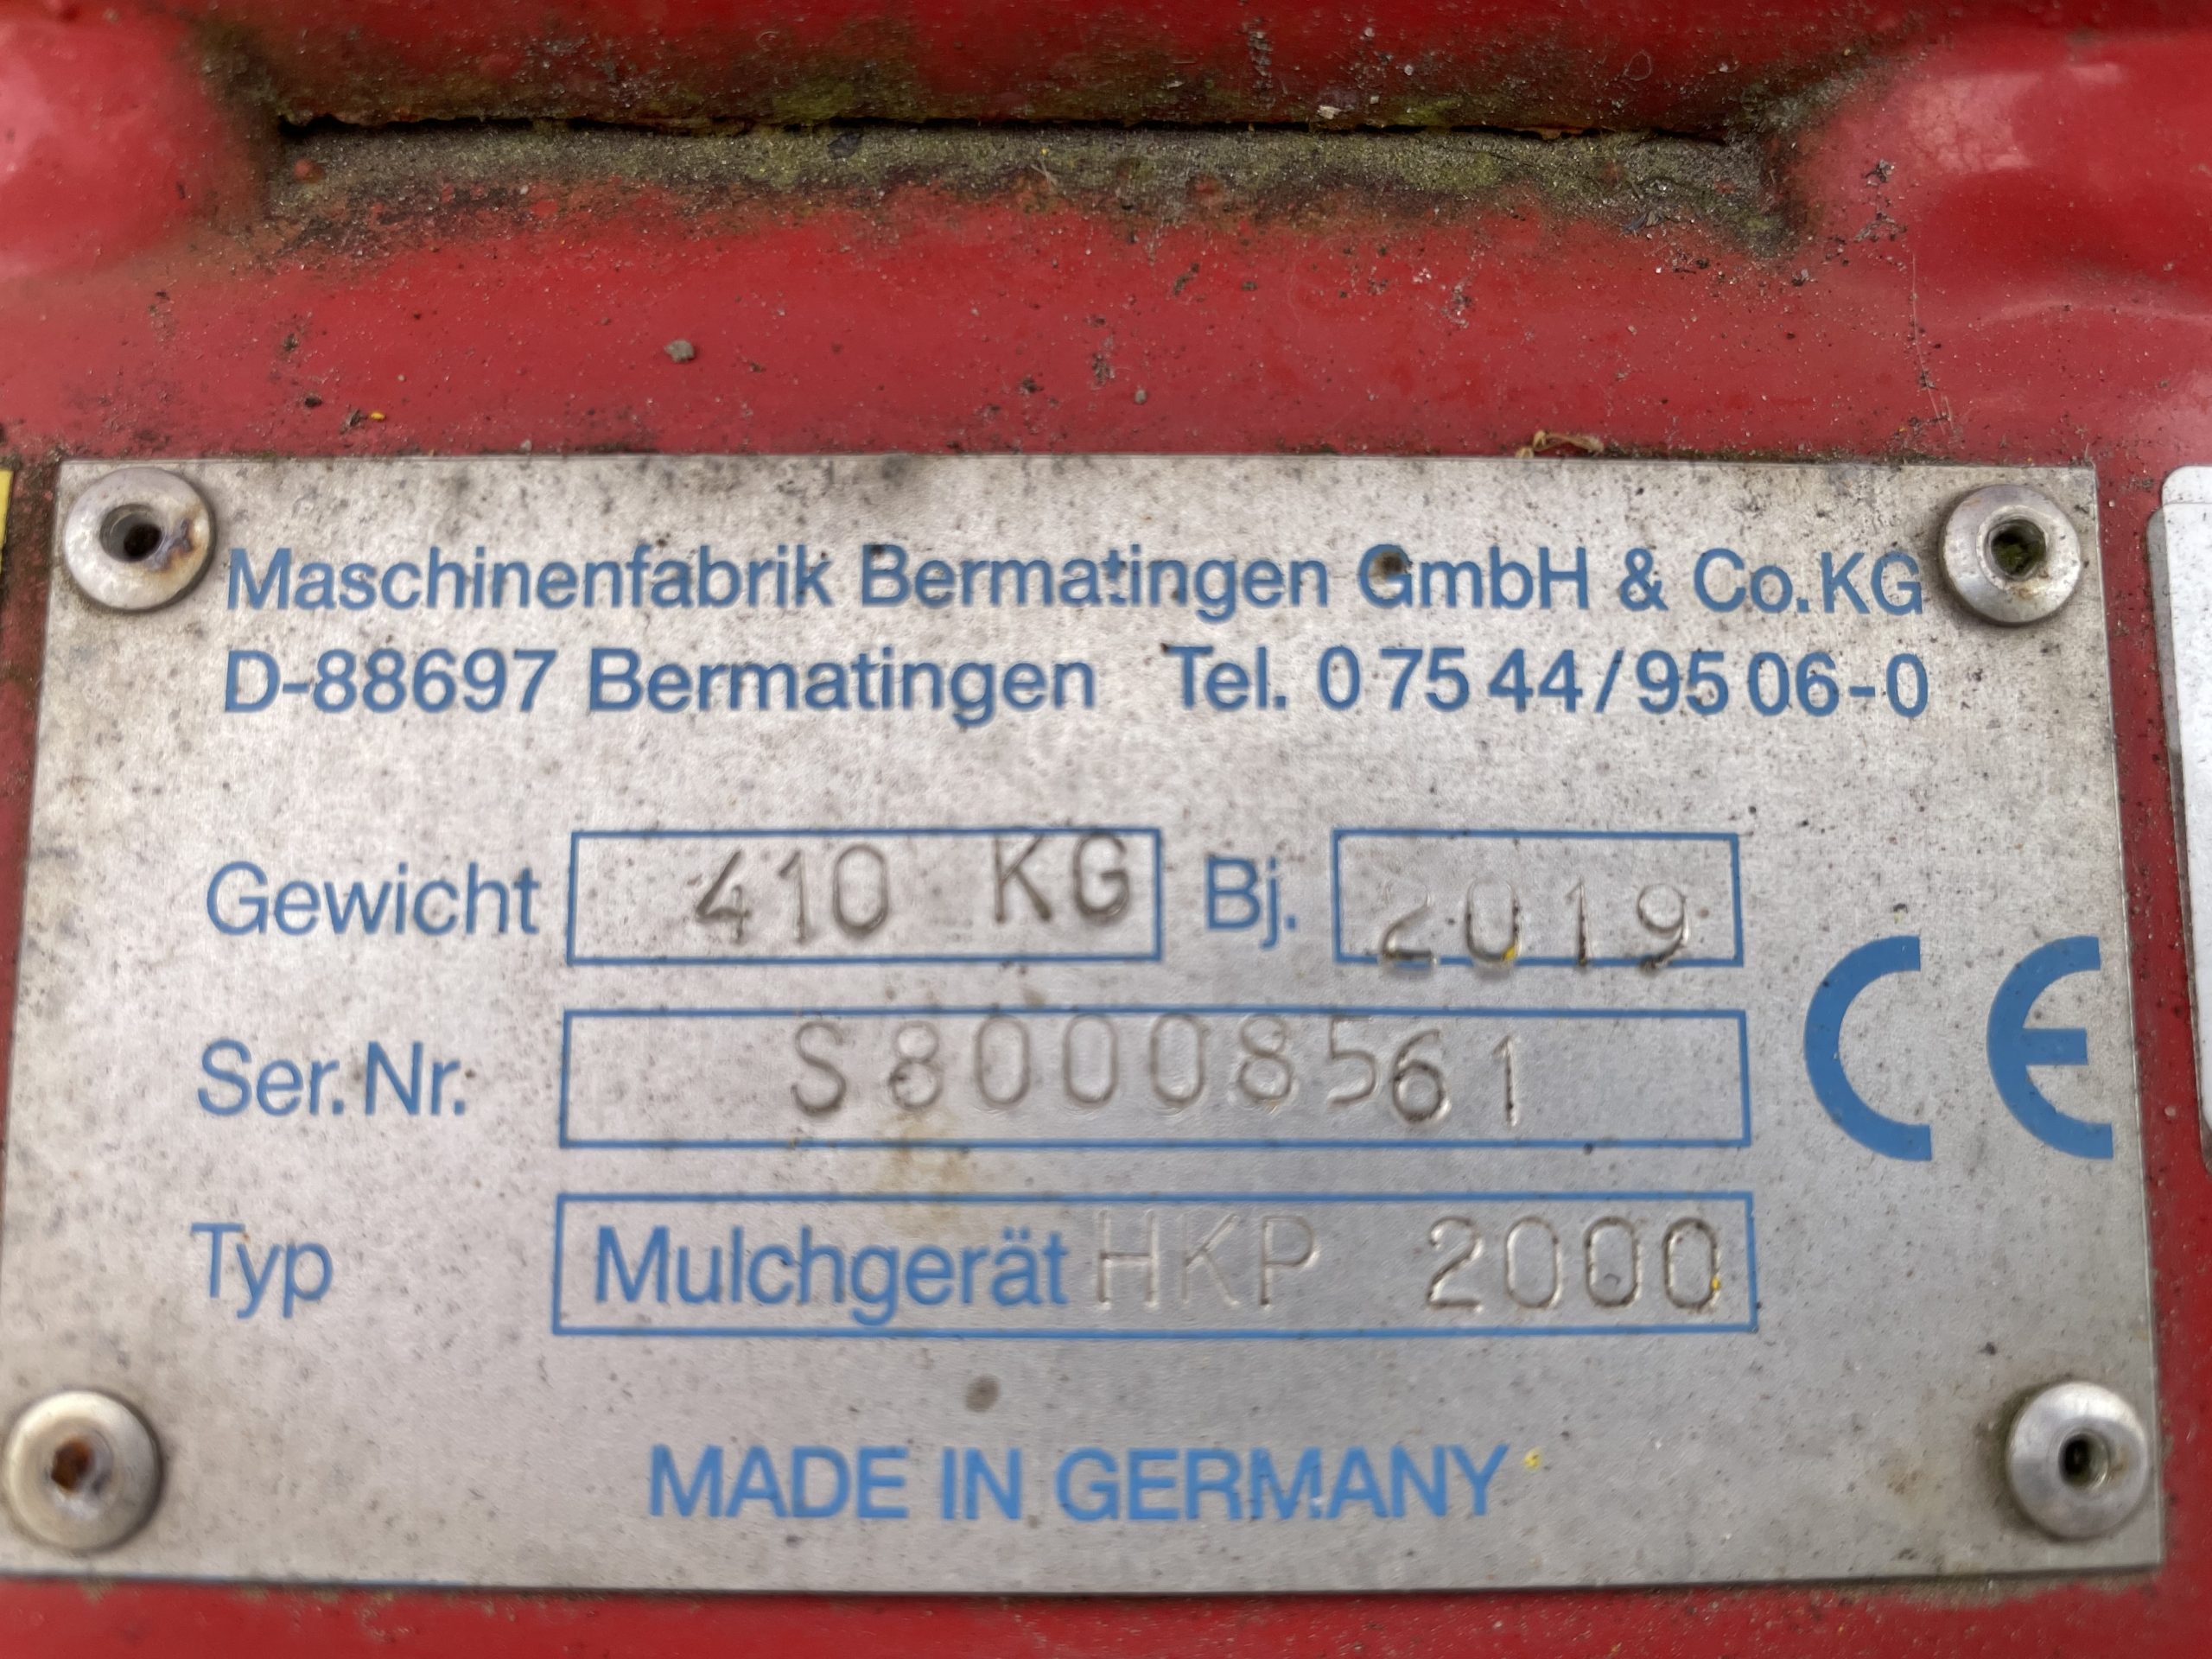 Maschinenfabrik Bermatingen GmbH & Co.KG
D-88697 Bermatingen Tel. 0 75 44/95 06-0
Gewicht 410 KG Bj. 2019
Ser.Nr. S80008561
CE
Typ Mulchgerät HKP 2000
MADE IN GERMANY